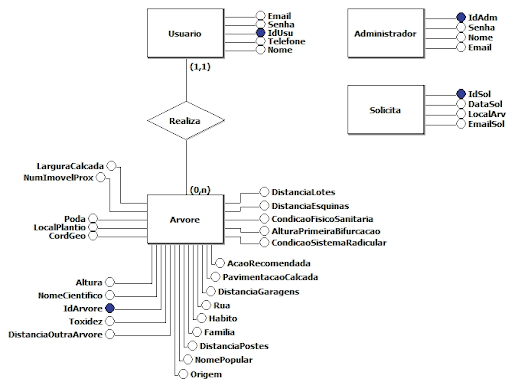 Usuario
Email
Senha
IdUsu
Telefone
Nome
Administrador
IdAdm
Senha
Nome
Email
(1,1)
Realiza
Solicita
IdSol
DataSol
LocalArv
EmailSol
(0,n)
Arvore
LarguraCalcada
NumImovelProx
Poda
LocalPlantio
CordGeo
DistanciaLotes
DistanciaEsquinas
CondicaoFisicoSanitaria
AlturaPrimeiraBifurcacao
CondicaoSistemaRadicular
Altura
NomeCientifico
IdArvore
Toxidez
DistanciaOutraArvore
AcaoRecomendada
PavimentacaoCalcada
DistanciaGaragens
Rua
Habito
Familia
DistanciaPostes
NomePopular
Origem